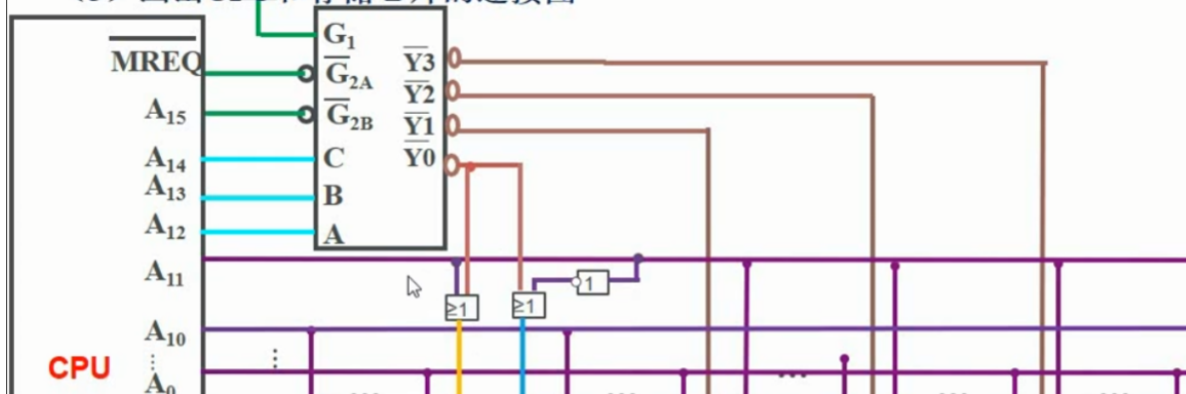 G₁
MREQ
G₂A
Y3
A₁₅
G₂B
Y2
Y1
A₁₄
C
Y0
A₁₃
B
A₁₂
A
A₁₁
1
≥1
≥1
A₁₀
⋮
CPU
⋮
A₀
...